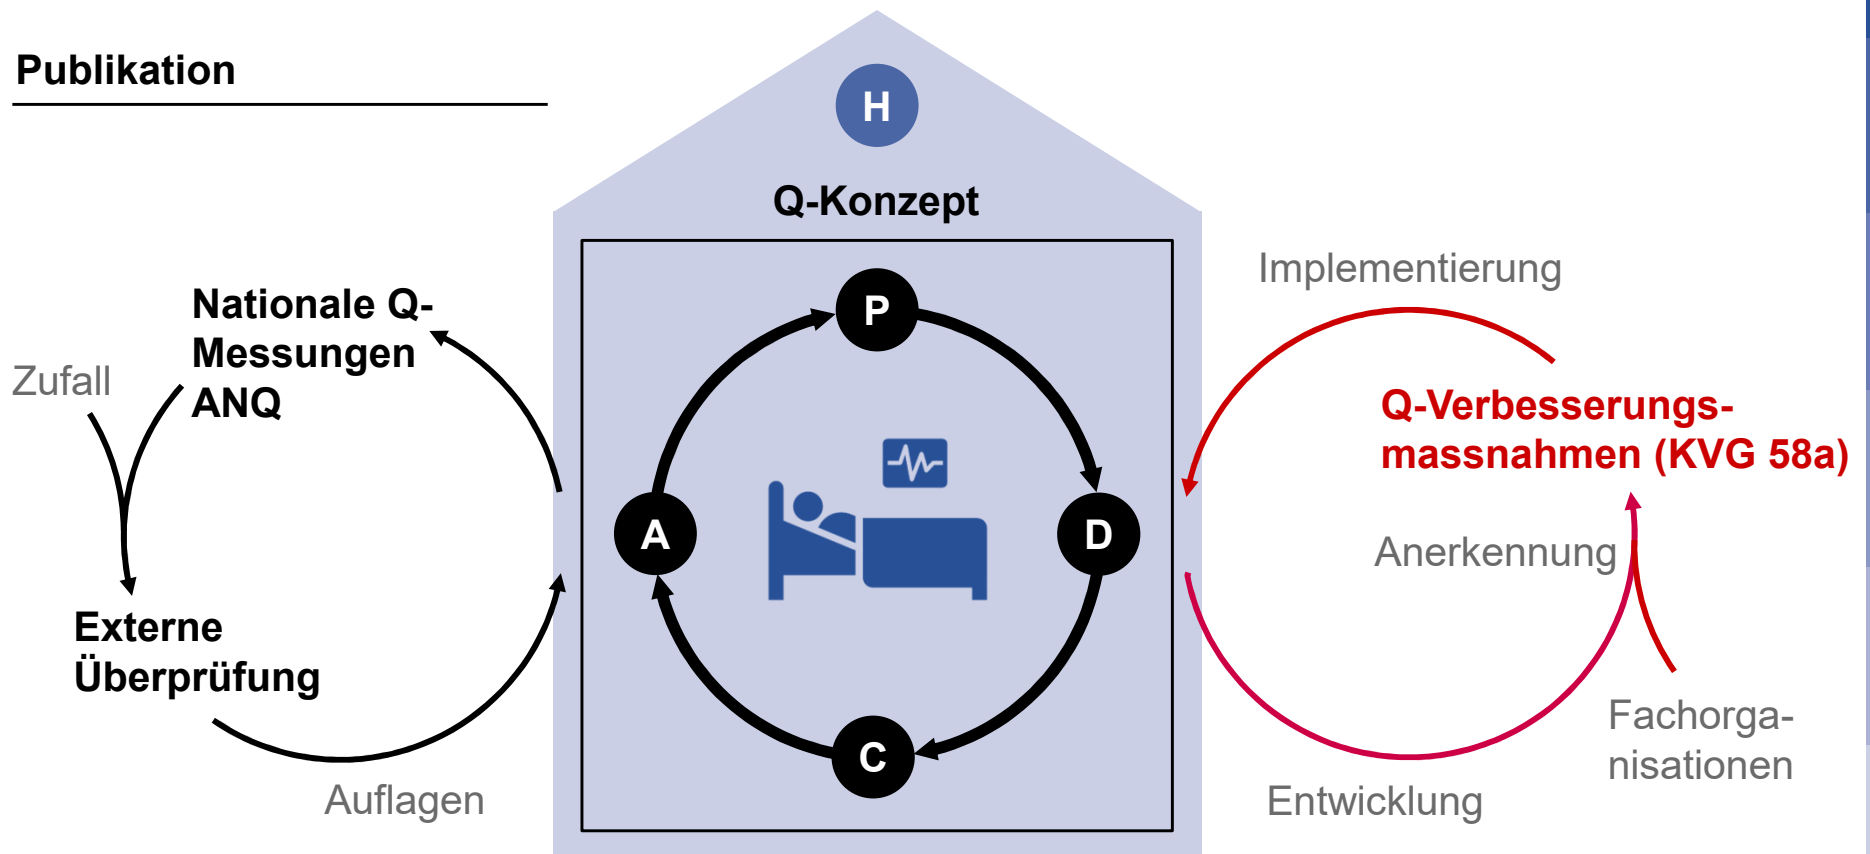 Publikation
H
Q-Konzept
Nationale Q-
Messungen
ANQ
Zufall
Externe
Überprüfung
Auflagen
P
D
C
A
Implementierung
Q-Verbesserungs-
massnahmen (KVG 58a)
Anerkennung
Fachorga-
nisationen
Entwicklung